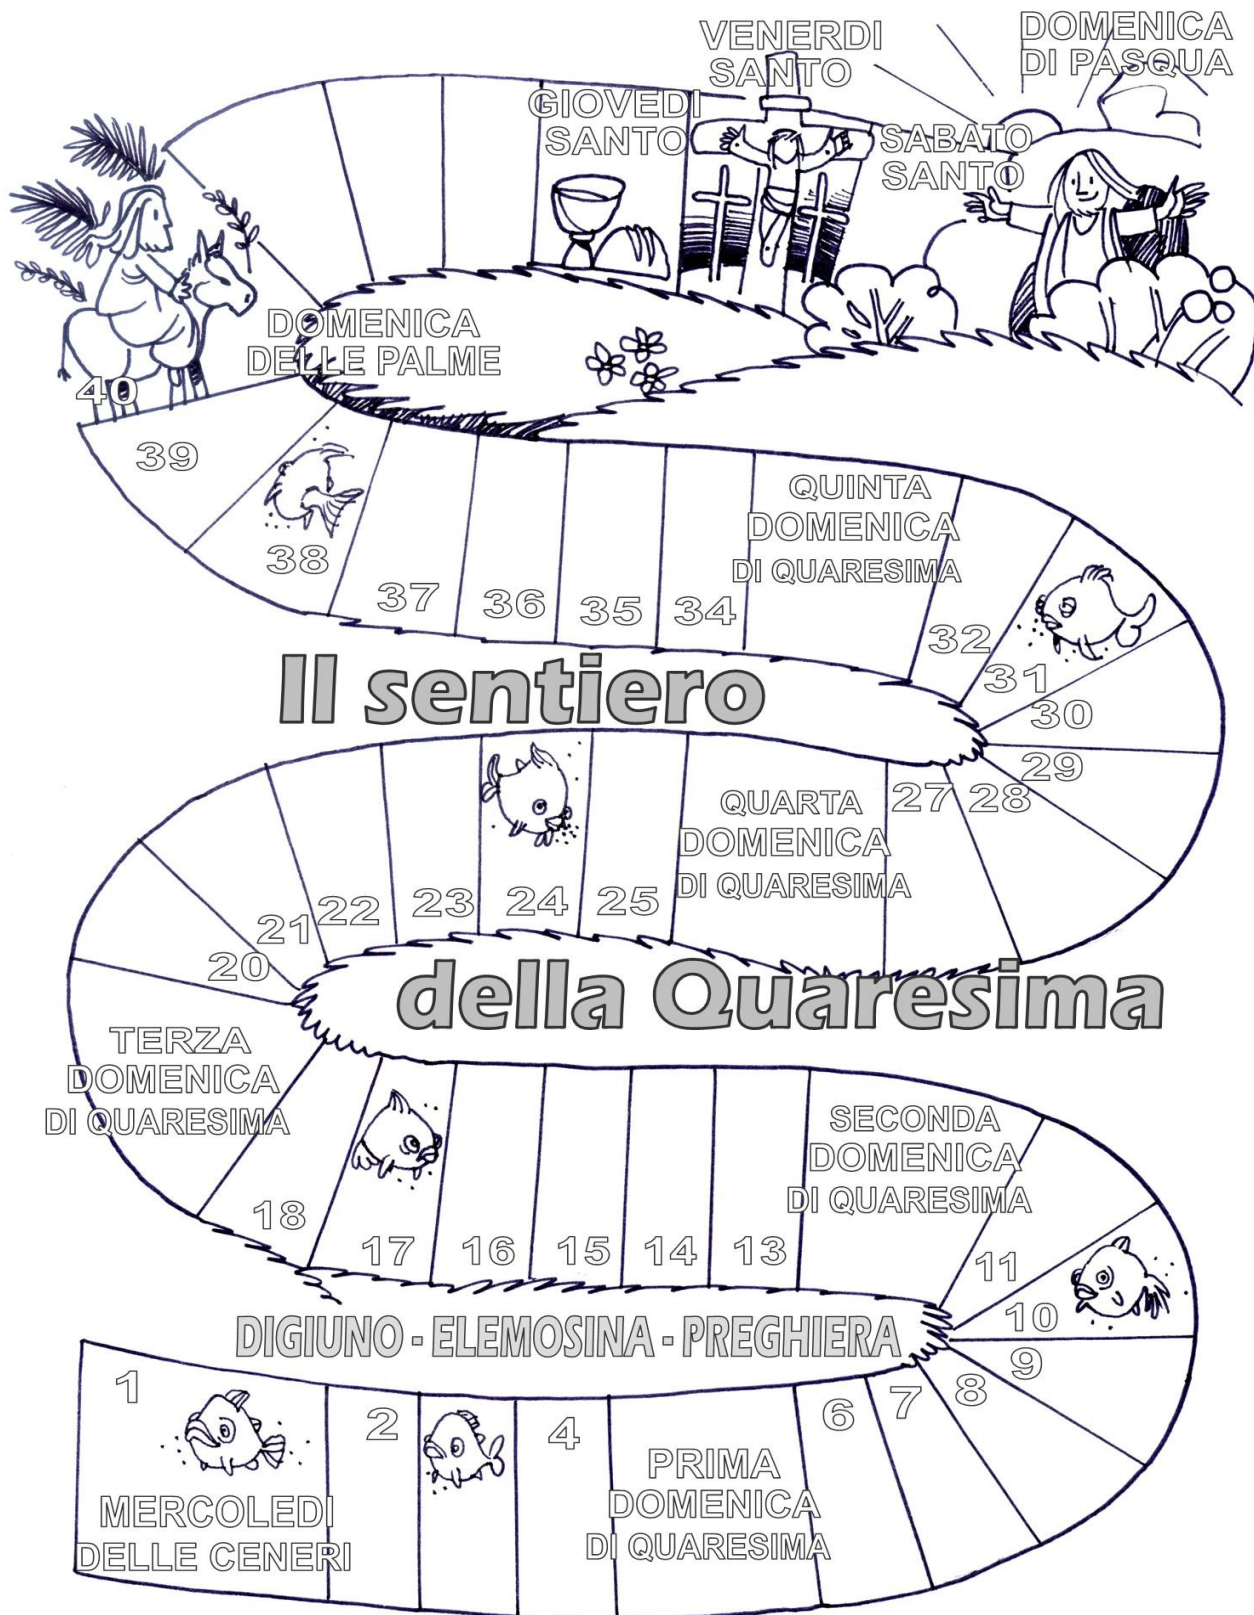 VENERDI
SANTO
DOMENICA
DI PASQUA
GIOVEDI
SANTO
SABATO
SANTO
DOMENICA
DELLE PALME
40
39
38
37
36
35
34
QUINTA
DOMENICA
DI QUARESIMA
32
31
30
29
28
27
Il sentiero
QUARTA
DOMENICA
DI QUARESIMA
25
24
23
22
21
20
della Quaresima
TERZA
DOMENICA
DI QUARESIMA
18
17
16
15
14
13
SECONDA
DOMENICA
DI QUARESIMA
11
10
9
8
7
6
DIGIUNO - ELEMOSINA - PREGHIERA
1
2
4
PRIMA
DOMENICA
DI QUARESIMA
MERCOLEDI
DELLE CENERI